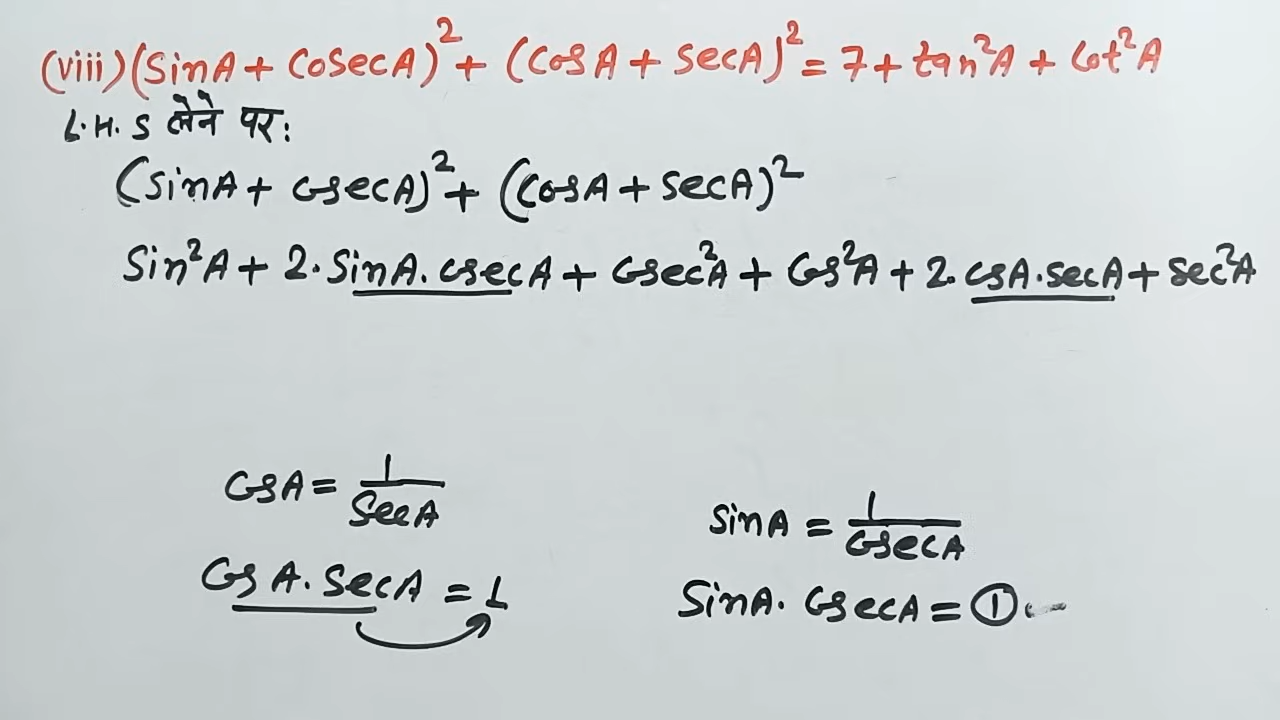 (viii) (SinA + CosecA)² + (CosA + SecA)² = 7 + tan²A + Cot²A
L.H.S लेने पर:
(SinA + CosecA)² + (CosA + SecA)²
Sin²A + 2·SinA·CosecA + Cosec²A + Cos²A + 2·CosA·SecA + Sec²A
CosA = 1/SecA
CosA·SecA = 1
SinA = 1/CosecA
SinA·CosecA = ①